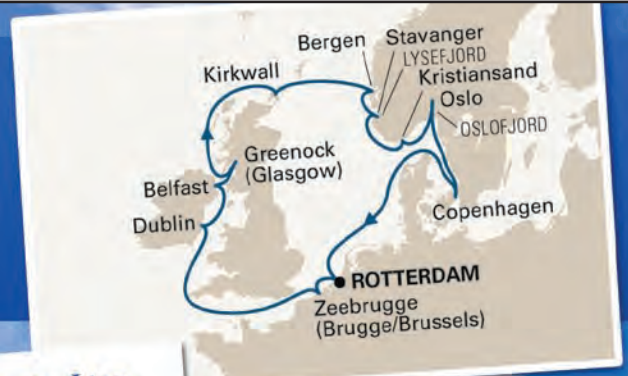 Bergen
Stavanger
LYSEFJORD
Kirkwall
Kristiansand
Oslo
OSLOFJORD
Greenock
(Glasgow)
Belfast
Dublin
Copenhagen
ROTTERDAM
Zeebrugge
(Brugge/Brussels)